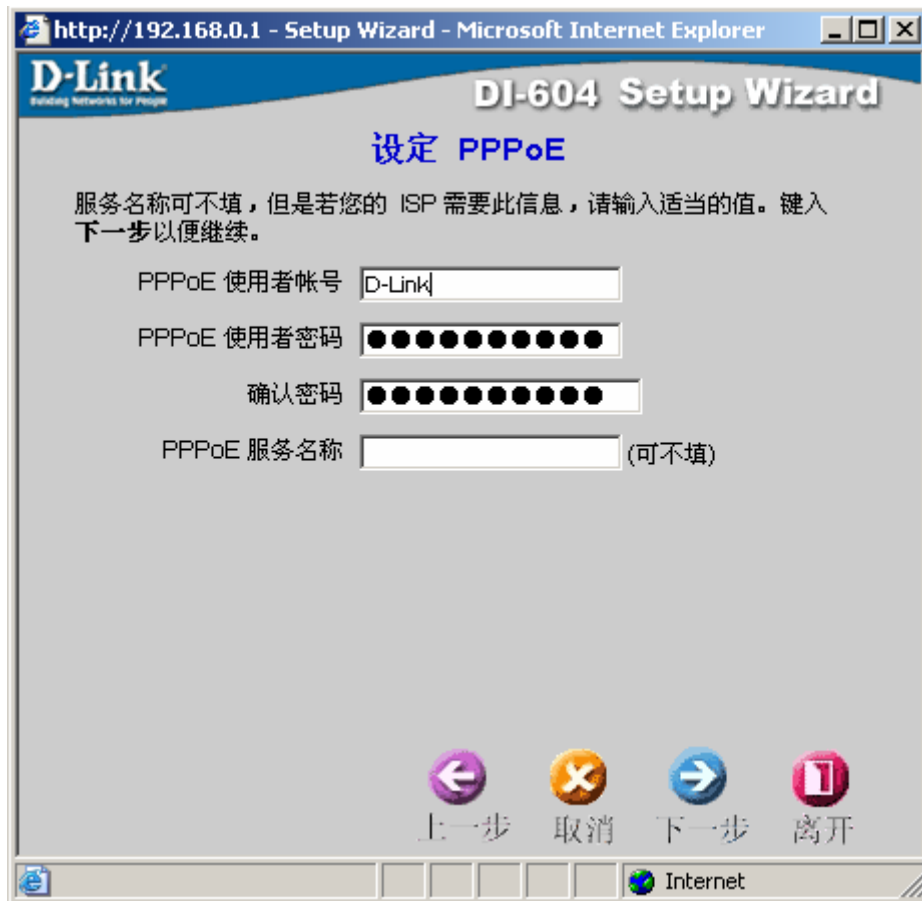 http://192.168.0.1 - Setup Wizard - Microsoft Internet Explorer
D-Link
Building Networks for People
DI-604 Setup Wizard
设定 PPPoE
服务名称可不填，但是若您的 ISP 需要此信息，请输入适当的值。键入
下一步以便继续。
PPPoE 使用者帐号 D-Link
PPPoE 使用者密码 ●●●●●●●●●●
确认密码 ●●●●●●●●●●
PPPoE 服务名称 (可不填)
上一步 取消 下一步 离开
Internet